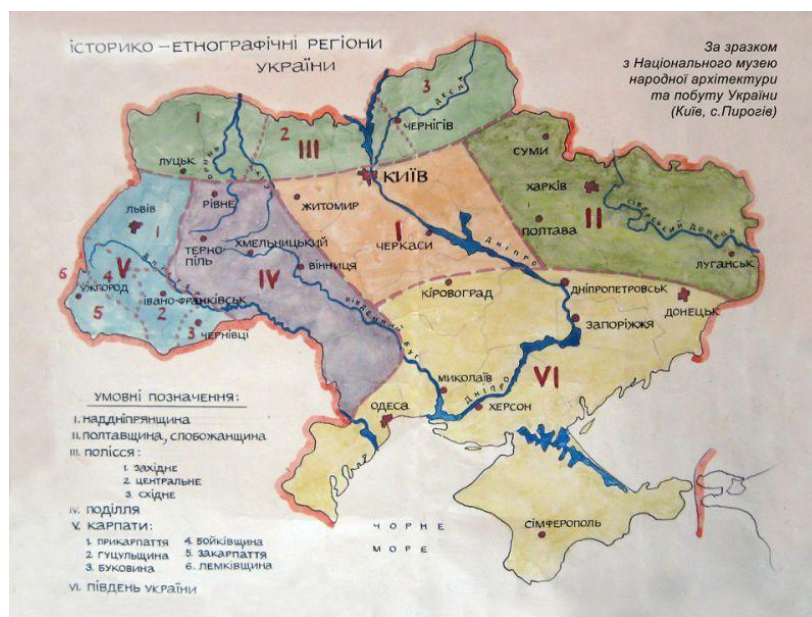 ІСТОРИКО – ЕТНОГРАФІЧНІ РЕГІОНИ
УКРАЇНИ
За зразком
з Національного музею
народної архітектури
та побуту України
(Київ, с.Пирогів)
3
ДЕСНА
ЧЕРНІГІВ
1
2
III
СУМИ
ЛУЦЬК
ГОРИНЬ
СЛУЧ
КИЇВ
ХАРКІВ
СІВЕРСЬКИЙ ДОНЕЦЬ
РІВНЕ
ЖИТОМИР
I
II
ЛЬВІВ
1
ПОЛТАВА
ТЕРНО-
ПІЛЬ
ХМЕЛЬНИЦЬКИЙ
ЧЕРКАСИ
ДНІПРО
ЛУГАНСЬК
V
ДНІСТЕР
IV
ВІННИЦЯ
6
4
УЖГОРОД
ІВАНО-ФРАНКІВСЬК
ПІВДЕННИЙ БУГ
КІРОВОГРАД
ДНІПРОПЕТРОВСЬК
ДОНЕЦЬК
5
2
3
ЧЕРНІВЦІ
ЗАПОРІЖЖЯ
МИКОЛАЇВ
ДНІПРО
VI
ОДЕСА
ХЕРСОН
СІМФЕРОПОЛЬ
ЧОРНЕ
МОРЕ
УМОВНІ ПОЗНАЧЕННЯ:
I. НАДДНІПРЯНЩИНА
II. ПОЛТАВЩИНА, СЛОБОЖАНЩИНА
III. ПОЛІССЯ:
1. ЗАХІДНЕ
2. ЦЕНТРАЛЬНЕ
3. СХІДНЕ
IV. ПОДІЛЛЯ
V. КАРПАТИ:
1. ПРИКАРПАТТЯ 4. БОЙКІВЩИНА
2. ГУЦУЛЬЩИНА 5. ЗАКАРПАТТЯ
3. БУКОВИНА 6. ЛЕМКІВЩИНА
VI. ПІВДЕНЬ УКРАЇНИ